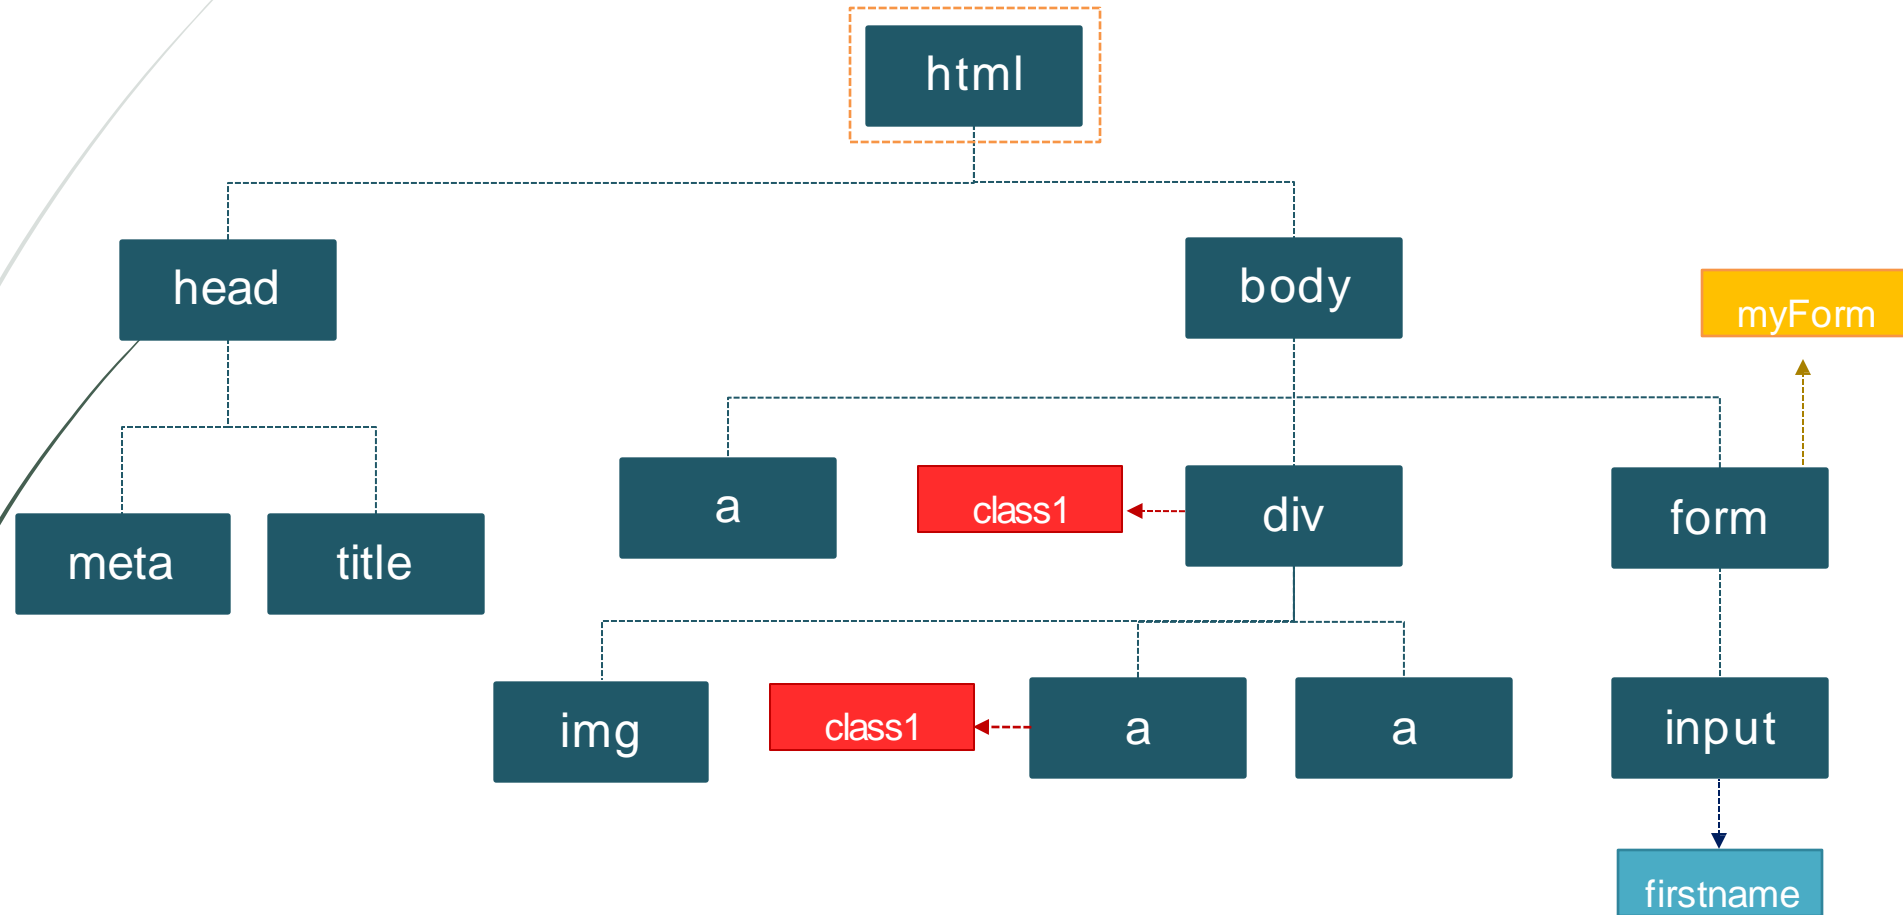 html
head
body
myForm
a
class1
div
form
meta
title
img
class1
a
a
input
firstname